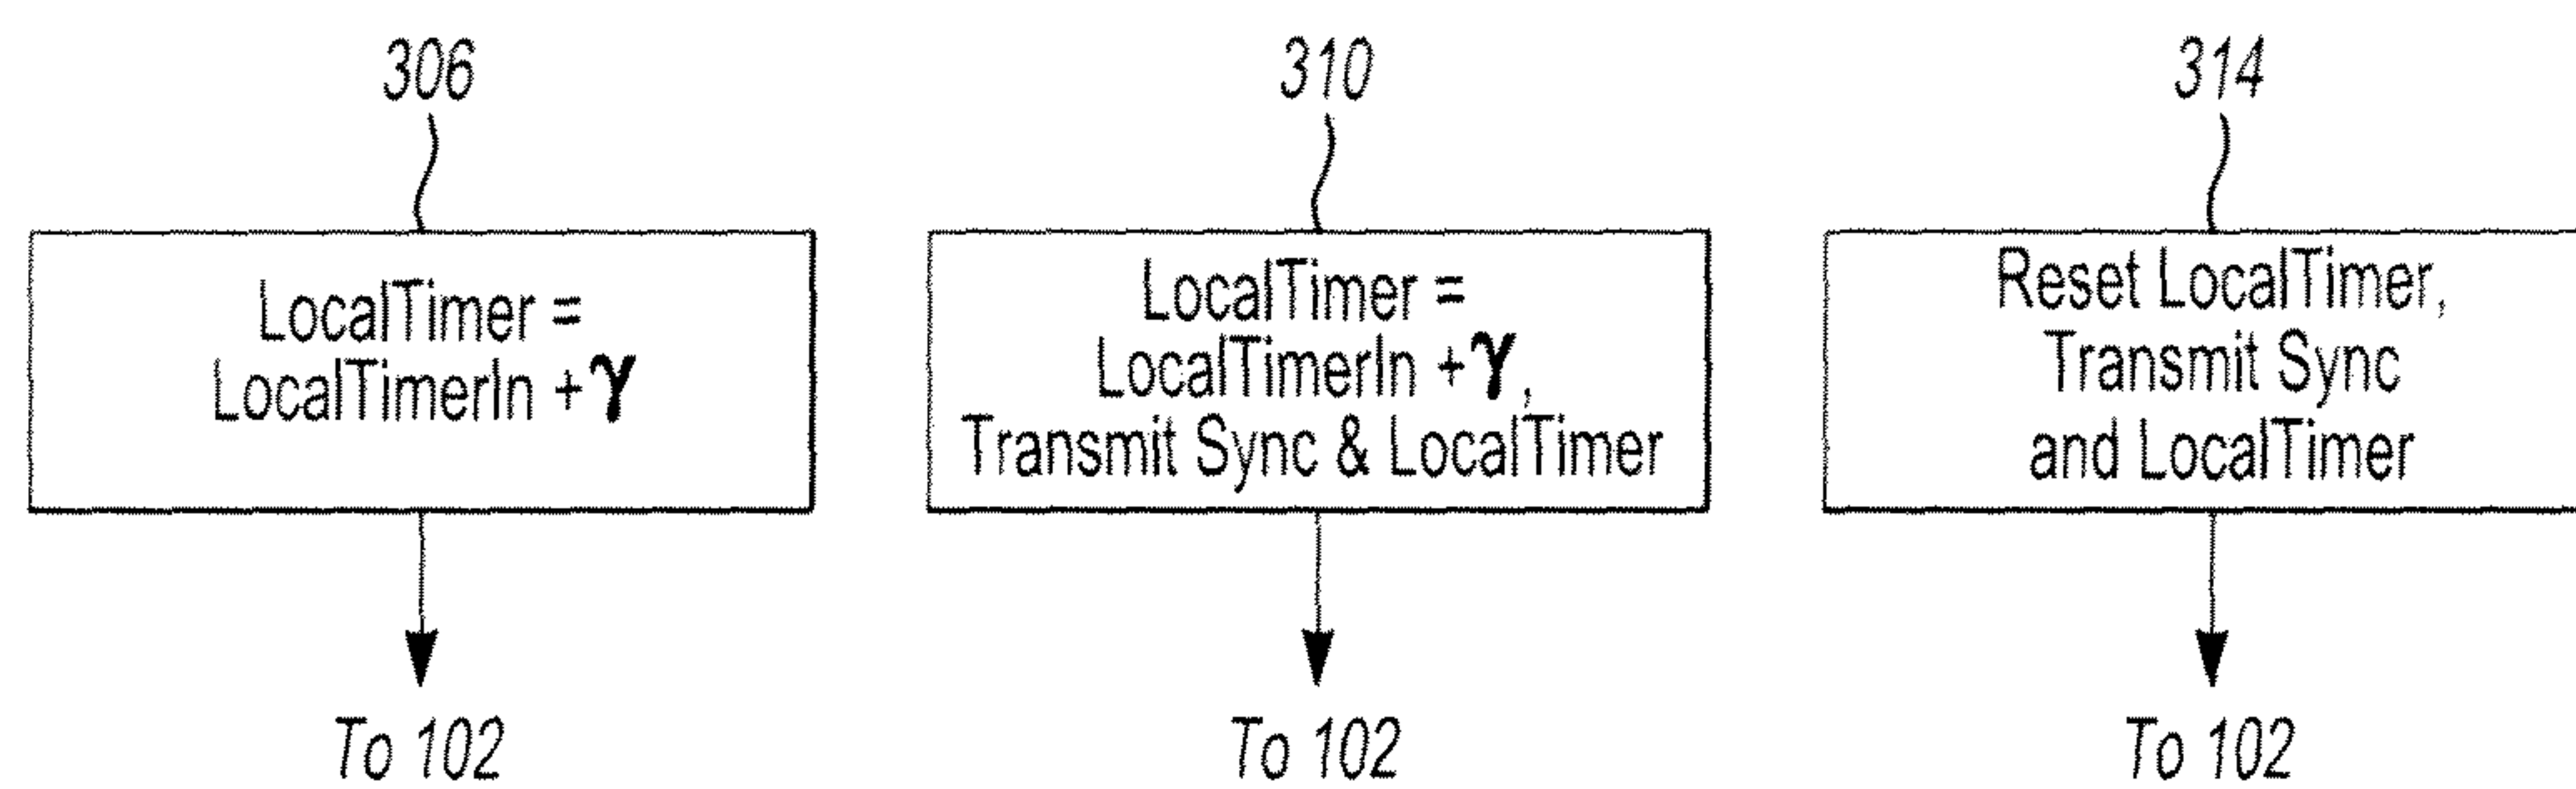 306
310
314
LocalTimer =
LocalTimerIn + γ
LocalTimer =
LocalTimerIn + γ,
Transmit Sync & LocalTimer
Reset LocalTimer,
Transmit Sync
and LocalTimer
To 102
To 102
To 102